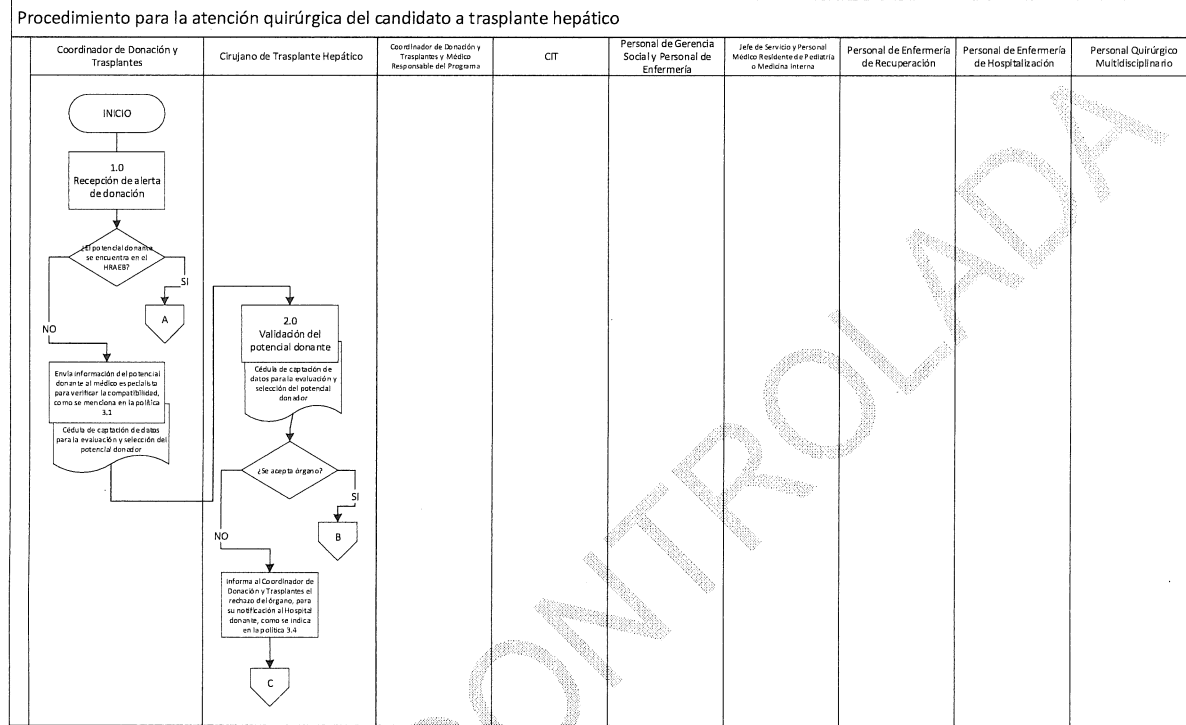 Procedimiento para la atención quirúrgica del candidato a trasplante hepático
Coordinador de Donación y
Trasplantes
Cirujano de Trasplante Hepático
Coordinador de Donación y
Trasplantes y Médico
Responsable del Programa
CIT
Personal de Gerencia
Social y Personal de
Enfermería
Jefe de Servicio y Personal
Médico Residente de Pediatría
o Medicina Interna
Personal de Enfermería
de Recuperación
Personal de Enfermería
de Hospitalización
Personal Quirúrgico
Multidisciplinario
INICIO
1.0
Recepción de alerta
de donación
¿El potencial donante
se encuentra en el
HRAEB?
SI
A
NO
Envía información del potencial
donante al médico especialista
para verificar la compatibilidad,
como se menciona en la política
3.1
Cédula de captación de datos
para la evaluación y selección del
potencial donador
2.0
Validación del
potencial donante
Cédula de captación de
datos para la evaluación y
selección del potencial
donador
¿Se acepta órgano?
SI
B
NO
Informa al Coordinador de
Donación y Trasplantes el
rechazo del órgano, para
su notificación al Hospital
donante, como se indica
en la política 3.4
C
CONTROLADA